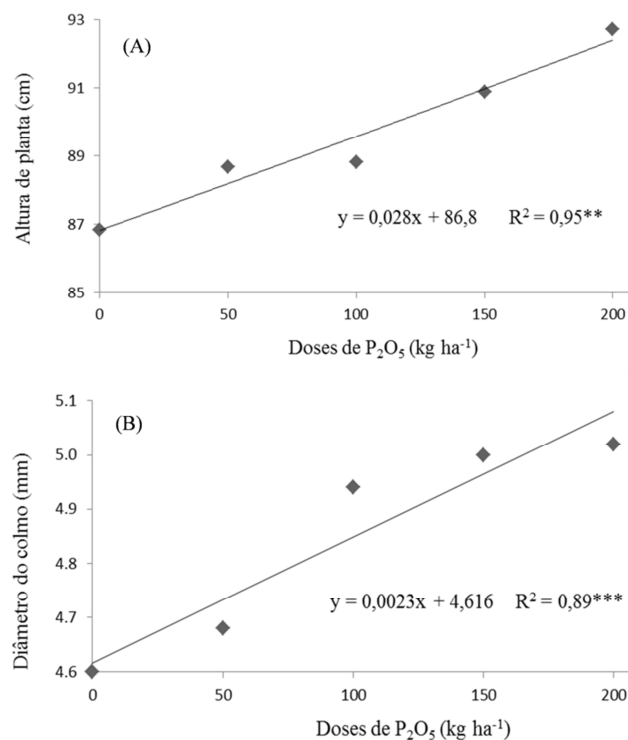 93
(A)
91
89
87
85
Altura de planta (cm)
y = 0,028x + 86,8 R² = 0,95**
0 50 100 150 200
Doses de P₂O₅ (kg ha⁻¹)
5.1
(B)
5.0
4.9
4.8
4.7
4.6
Diâmetro do colmo (mm)
y = 0,0023x + 4,616 R² = 0,89***
0 50 100 150 200
Doses de P₂O₅ (kg ha⁻¹)